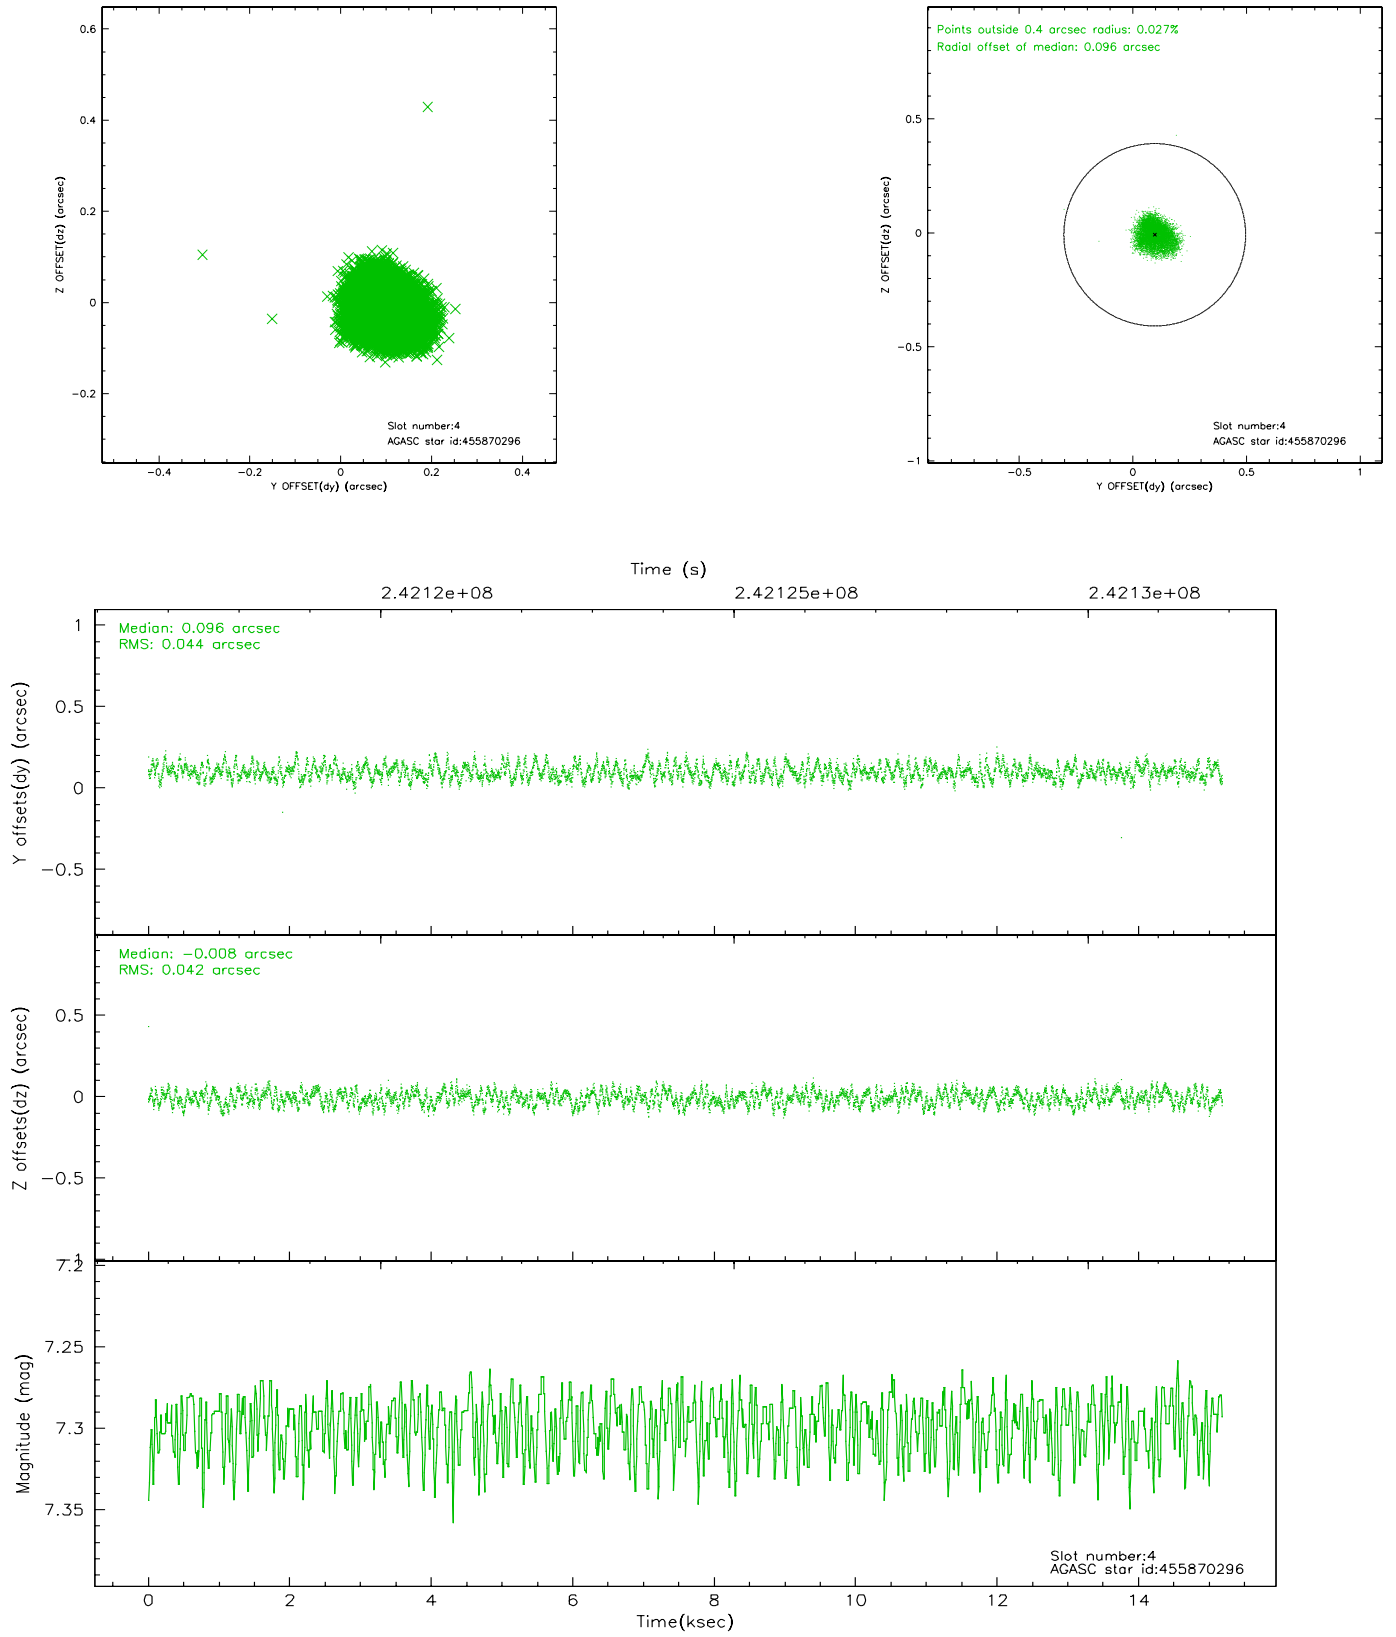 0.6
0.4
0.2
0
−0.2
Z OFFSET(dz) (arcsec)
Slot number:4
AGASC star id:455870296
−0.4
−0.2
0
0.2
0.4
Y OFFSET(dy) (arcsec)
Points outside 0.4 arcsec radius: 0.027%
Radial offset of median: 0.096 arcsec
0.5
0
−0.5
−1
Z OFFSET(dz) (arcsec)
Slot number:4
AGASC star id:455870296
−0.5
0
0.5
1
Y OFFSET(dy) (arcsec)
Time (s)
2.4212e+08
2.42125e+08
2.4213e+08
Median: 0.096 arcsec
RMS: 0.044 arcsec
1
0.5
0
−0.5
Y offsets(dy) (arcsec)
Median: −0.008 arcsec
RMS: 0.042 arcsec
0.5
0
−0.5
−1
Z offsets(dz) (arcsec)
7.2
7.25
7.3
7.35
Magnitude (mag)
Slot number:4
AGASC star id:455870296
0
2
4
6
8
10
12
14
Time(ksec)